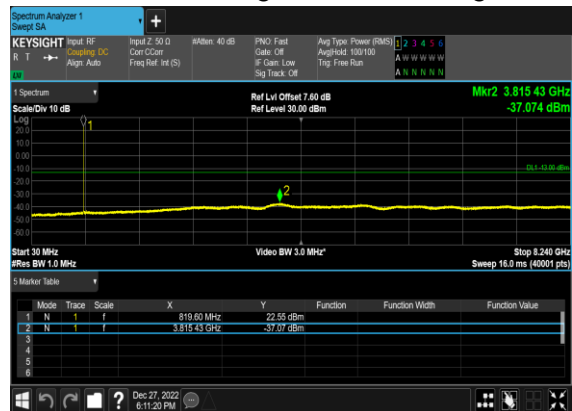 Spectrum Analyzer 1
Swept SA
+
KEYSIGHT Input: RF Input Z: 50 Ω #Atten: 40 dB PNO: Fast Avg Type: Power (RMS) 1 2 3 4 5 6
R T Coupling: DC Corr CCorr Gate: Off Avg|Hold: 100/100 A W W W W W
Align: Auto Freq Ref: Int (S) IF Gain: Low Trig: Free Run A N N N N N
Sig Track: Off
1 Spectrum Ref Lvl Offset 7.60 dB Mkr2 3.815 43 GHz
Scale/Div 10 dB Ref Level 30.00 dBm -37.074 dBm
Log 1
20.0
10.0
0.00
-10.0 DL1 -13.00 dBm
-20.0
-30.0 2
-40.0
-50.0
-60.0
Start 30 MHz Video BW 3.0 MHz* Stop 8.240 GHz
#Res BW 1.0 MHz Sweep 16.0 ms (40001 pts)
5 Marker Table
Mode Trace Scale X Y Function Function Width Function Value
1 N 1 f 819.60 MHz 22.55 dBm
2 N 1 f 3.815 43 GHz -37.07 dBm
3
4
5
6
? Dec 27, 2022
6:11:20 PM